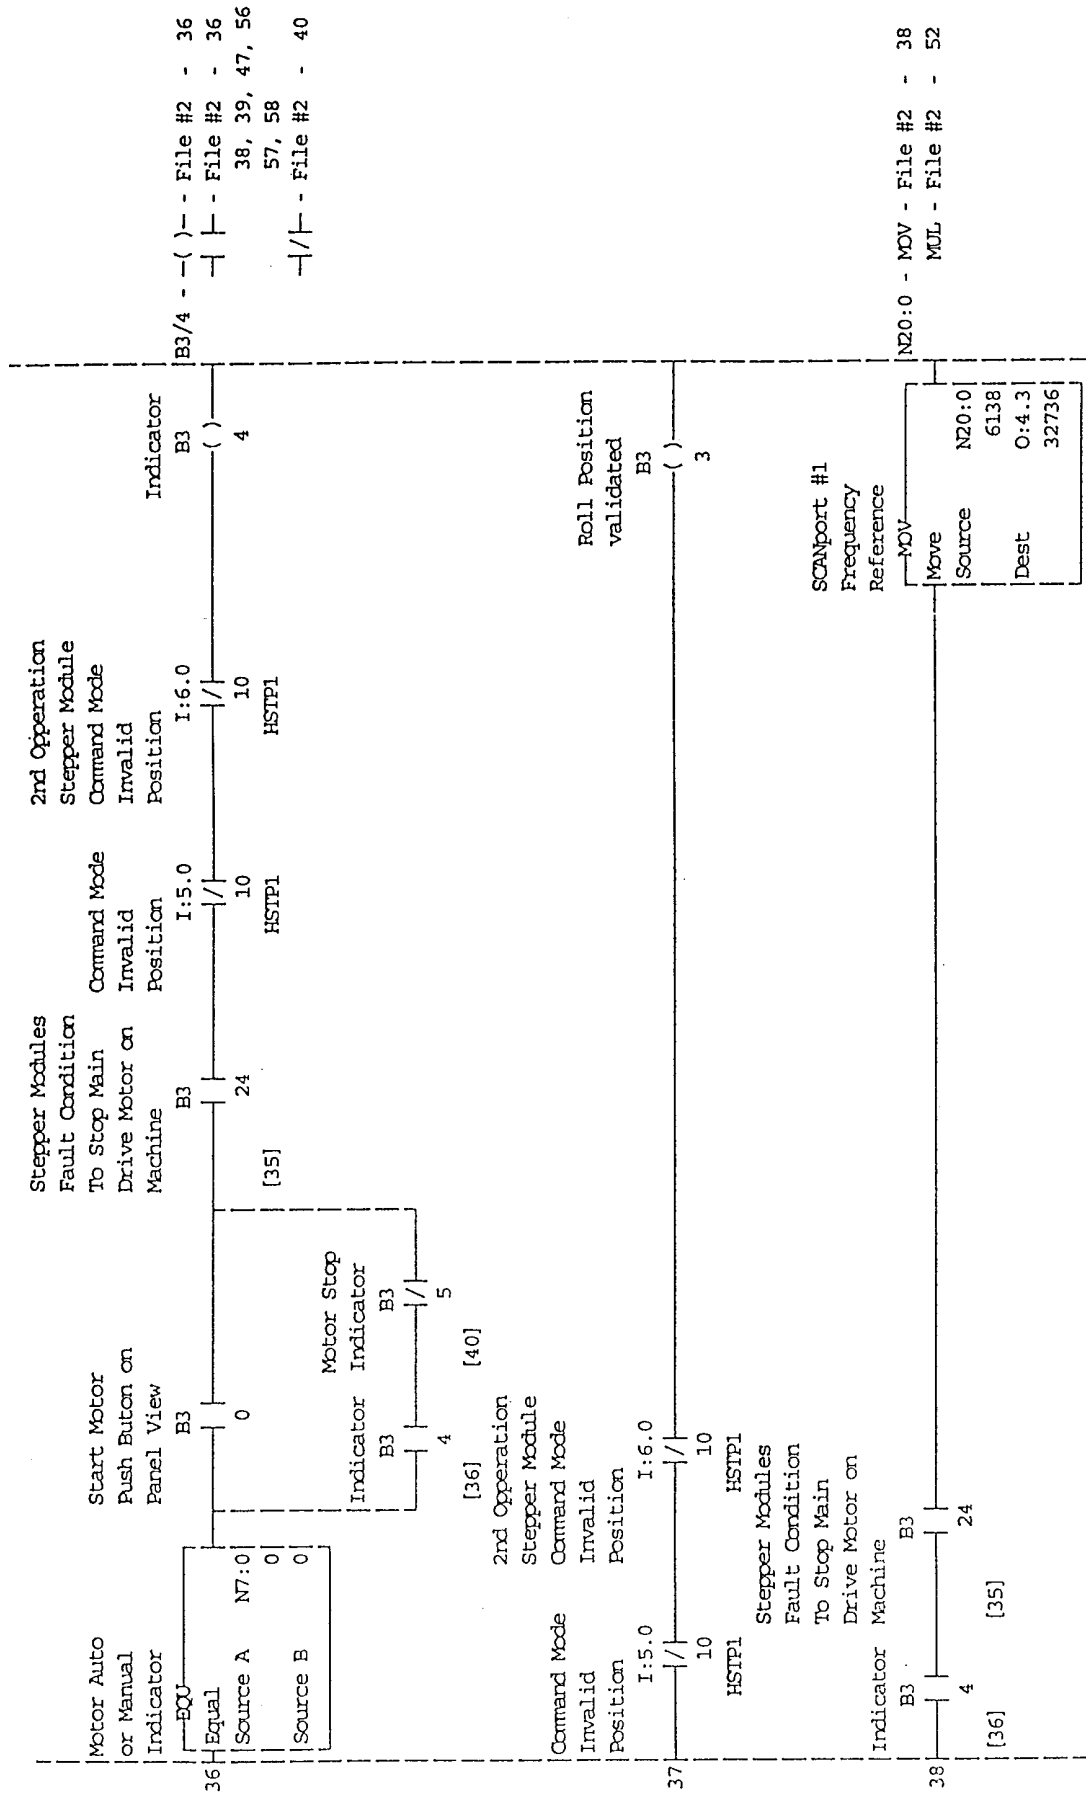 Motor Auto
or Manual
Indicator
Start Motor
Push Buton on
Panel View
Stepper Modules
Fault Condition
To Stop Main
Drive Motor on
Machine
Command Mode
Invalid
Position
2nd Opperation
Stepper Module
Command Mode
Invalid
Position
Indicator
36
EQU
Equal
Source A N7:0
0
Source B 0
B3
0
B3
24
[35]
I:5.0
10
HSTP1
I:6.0
10
HSTP1
B3
( )
4
B3/4 - —( )— - File #2 - 36
—] [— - File #2 - 36
38, 39, 47, 56
57, 58
—]/[— - File #2 - 40
Indicator
B3
4
[36]
Motor Stop
Indicator
B3
5
[40]
Command Mode
Invalid
Position
2nd Opperation
Stepper Module
Command Mode
Invalid
Position
Roll Position
validated
37
I:5.0
10
HSTP1
I:6.0
10
HSTP1
B3
( )
3
Indicator
Stepper Modules
Fault Condition
To Stop Main
Drive Motor on
Machine
SCANport #1
Frequency
Reference
38
B3
4
[36]
B3
24
[35]
MOV
Move
Source N20:0
6138
Dest O:4.3
32736
N20:0 - MOV - File #2 - 38
MUL - File #2 - 52